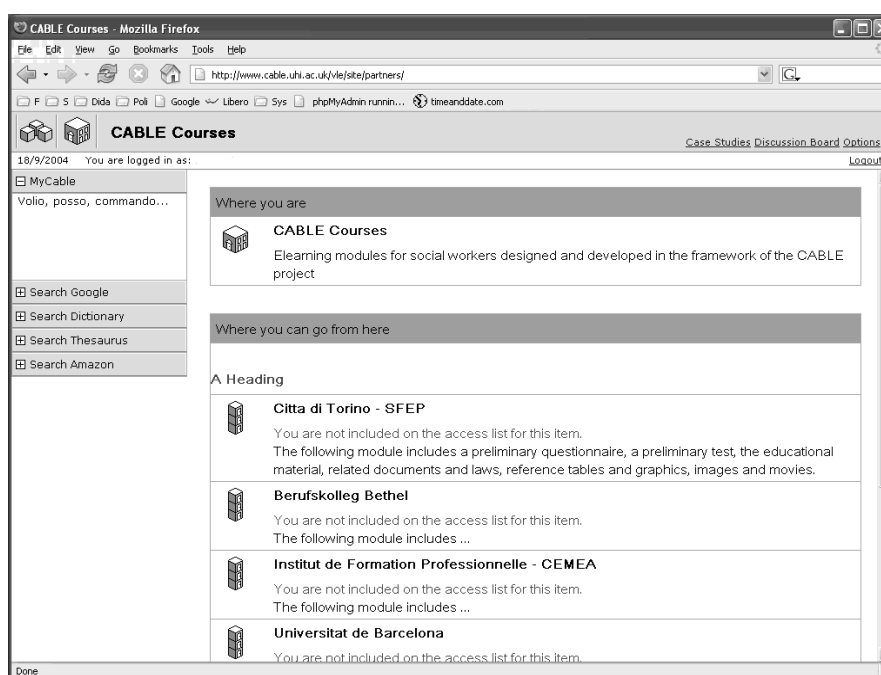 CABLE Courses - Mozilla Firefox
File Edit View Go Bookmarks Tools Help
http://www.cable.uhi.ac.uk/vle/site/partners/
G
F S Dida Poli Google Libero Sys phpMyAdmin runnin... timeanddate.com
CABLE Courses
Case Studies Discussion Board Options
18/9/2004 You are logged in as:
Logout
MyCable
Volio, posso, commando...
Search Google
Search Dictionary
Search Thesaurus
Search Amazon
Where you are
CABLE Courses
Elearning modules for social workers designed and developed in the framework of the CABLE
project
Where you can go from here
A Heading
Citta di Torino - SFEP
You are not included on the access list for this item.
The following module includes a preliminary questionnaire, a preliminary test, the educational
material, related documents and laws, reference tables and graphics, images and movies.
Berufskolleg Bethel
You are not included on the access list for this item.
The following module includes ...
Institut de Formation Professionnelle - CEMEA
You are not included on the access list for this item.
The following module includes ...
Universitat de Barcelona
You are not included on the access list for this item.
Done